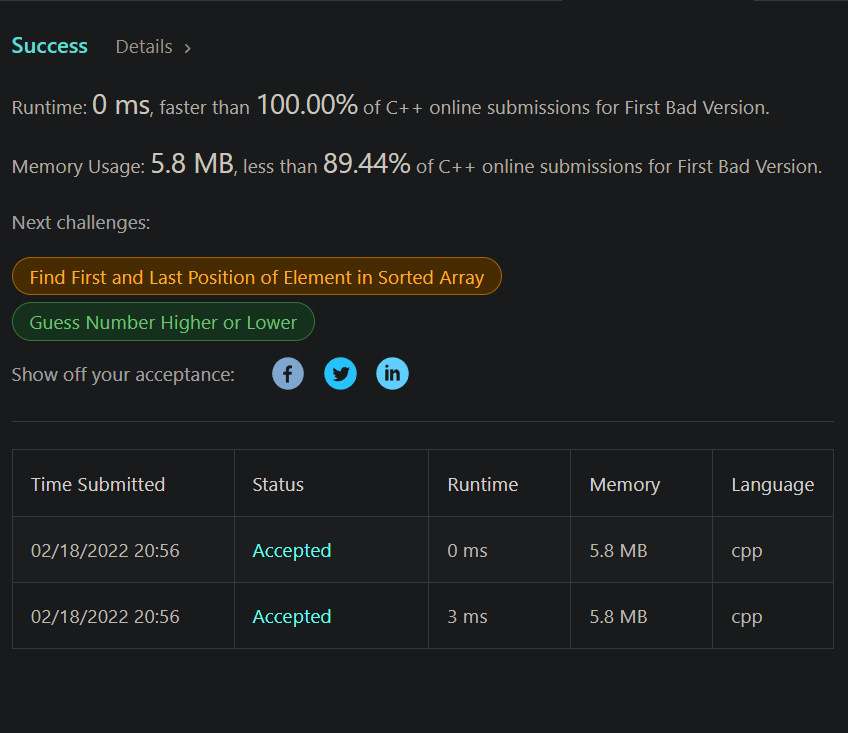 Success Details >
Runtime: 0 ms, faster than 100.00% of C++ online submissions for First Bad Version.
Memory Usage: 5.8 MB, less than 89.44% of C++ online submissions for First Bad Version.
Next challenges:
Find First and Last Position of Element in Sorted Array
Guess Number Higher or Lower
Show off your acceptance:
Time Submitted Status Runtime Memory Language
02/18/2022 20:56 Accepted 0 ms 5.8 MB cpp
02/18/2022 20:56 Accepted 3 ms 5.8 MB cpp